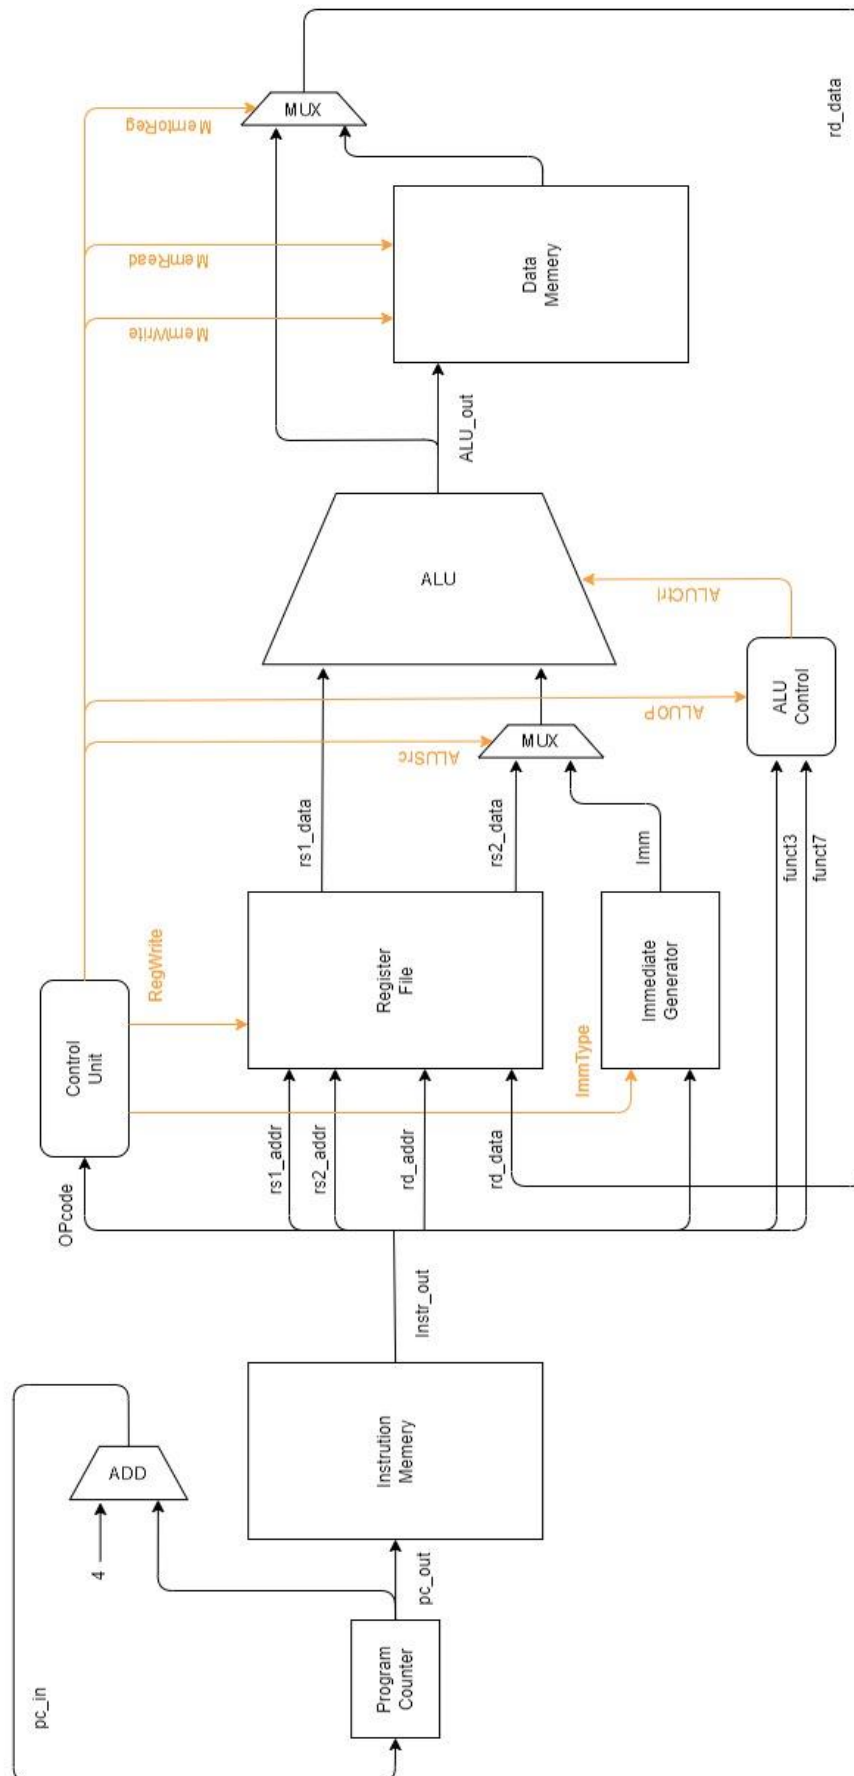 pc_in
4
ADD
Program
Counter
pc_out
Instrution
Memery
Instr_out
OPcode
Control
Unit
RegWrite
ImmType
rs1_addr
rs2_addr
rd_addr
rd_data
Register
File
Immediate
Generator
rs1_data
rs2_data
Imm
funct3
funct7
ALUSrc
ALUOP
MUX
ALU
Control
ALUCtrl
ALU
ALU_out
MemWrite
MemRead
MemtoReg
Data
Memery
MUX
rd_data